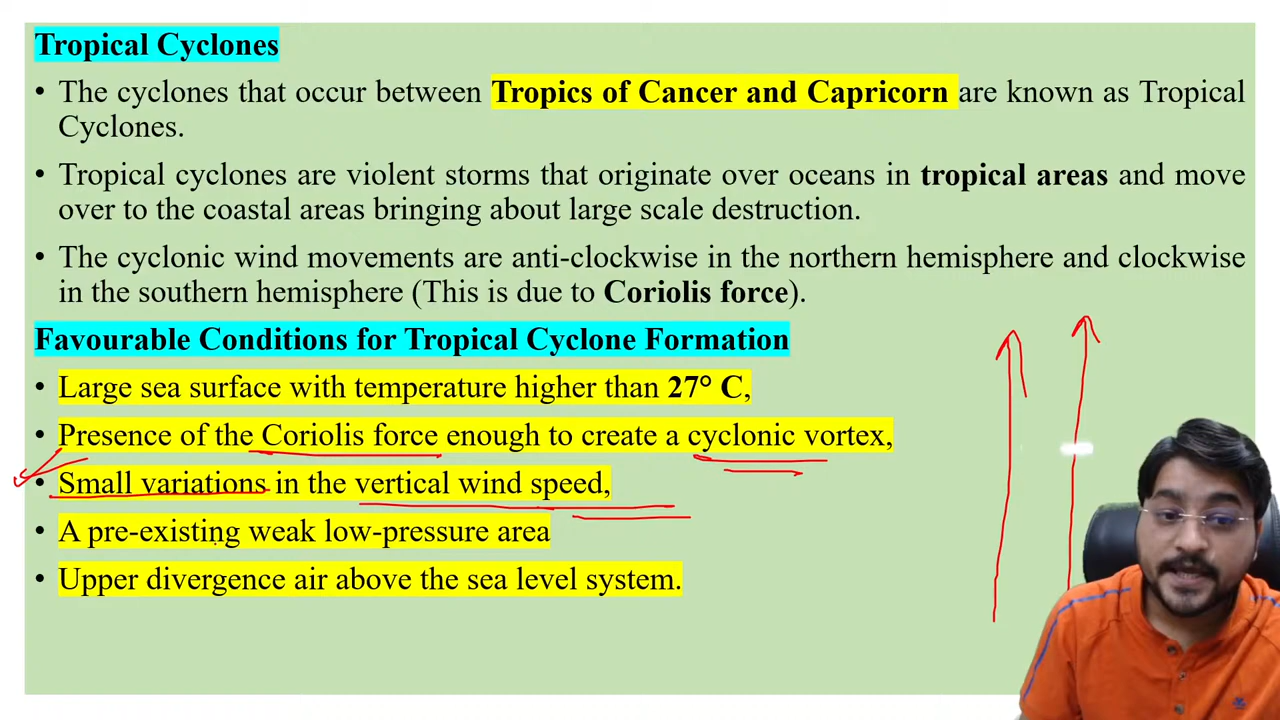 Tropical Cyclones
• The cyclones that occur between Tropics of Cancer and Capricorn are known as Tropical
Cyclones.
• Tropical cyclones are violent storms that originate over oceans in tropical areas and move
over to the coastal areas bringing about large scale destruction.
• The cyclonic wind movements are anti-clockwise in the northern hemisphere and clockwise
in the southern hemisphere (This is due to Coriolis force).
Favourable Conditions for Tropical Cyclone Formation
• Large sea surface with temperature higher than 27° C,
• Presence of the Coriolis force enough to create a cyclonic vortex,
• Small variations in the vertical wind speed,
• A pre-existing weak low-pressure area
• Upper divergence air above the sea level system.